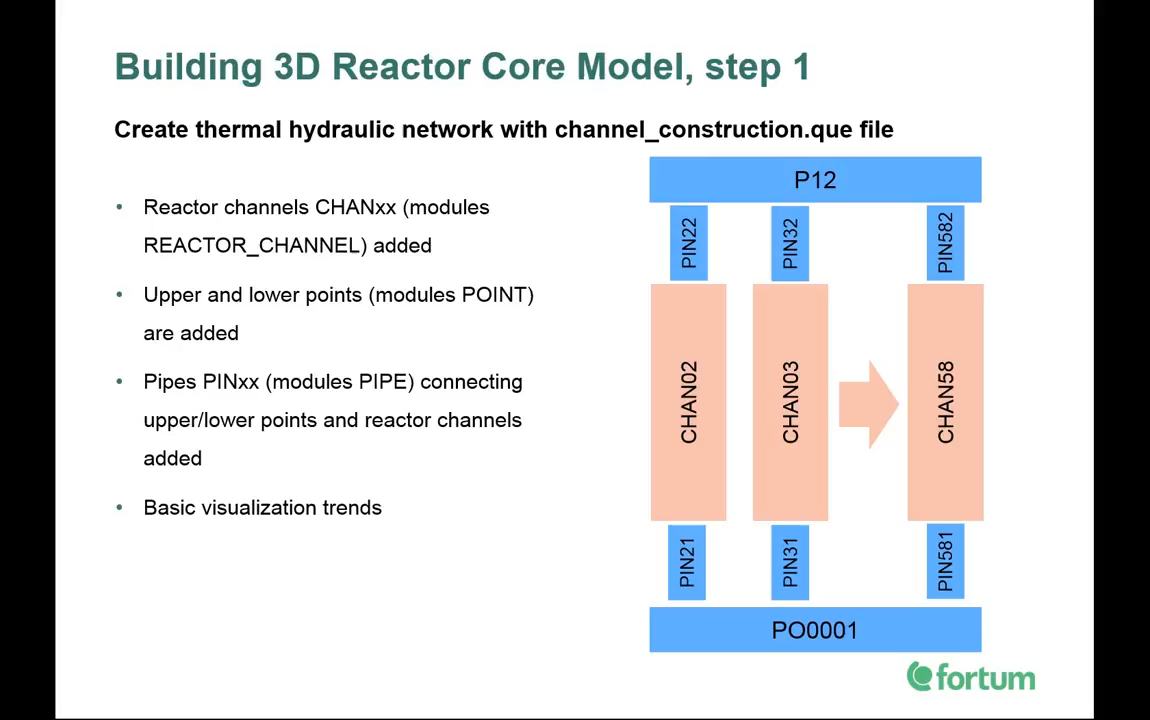 Building 3D Reactor Core Model, step 1
Create thermal hydraulic network with channel_construction.que file
• Reactor channels CHANxx (modules
REACTOR_CHANNEL) added
• Upper and lower points (modules POINT)
are added
• Pipes PINxx (modules PIPE) connecting
upper/lower points and reactor channels
added
• Basic visualization trends
P12
PIN22
PIN32
PIN582
CHAN02
CHAN03
CHAN58
PIN21
PIN31
PIN581
PO0001
fortum